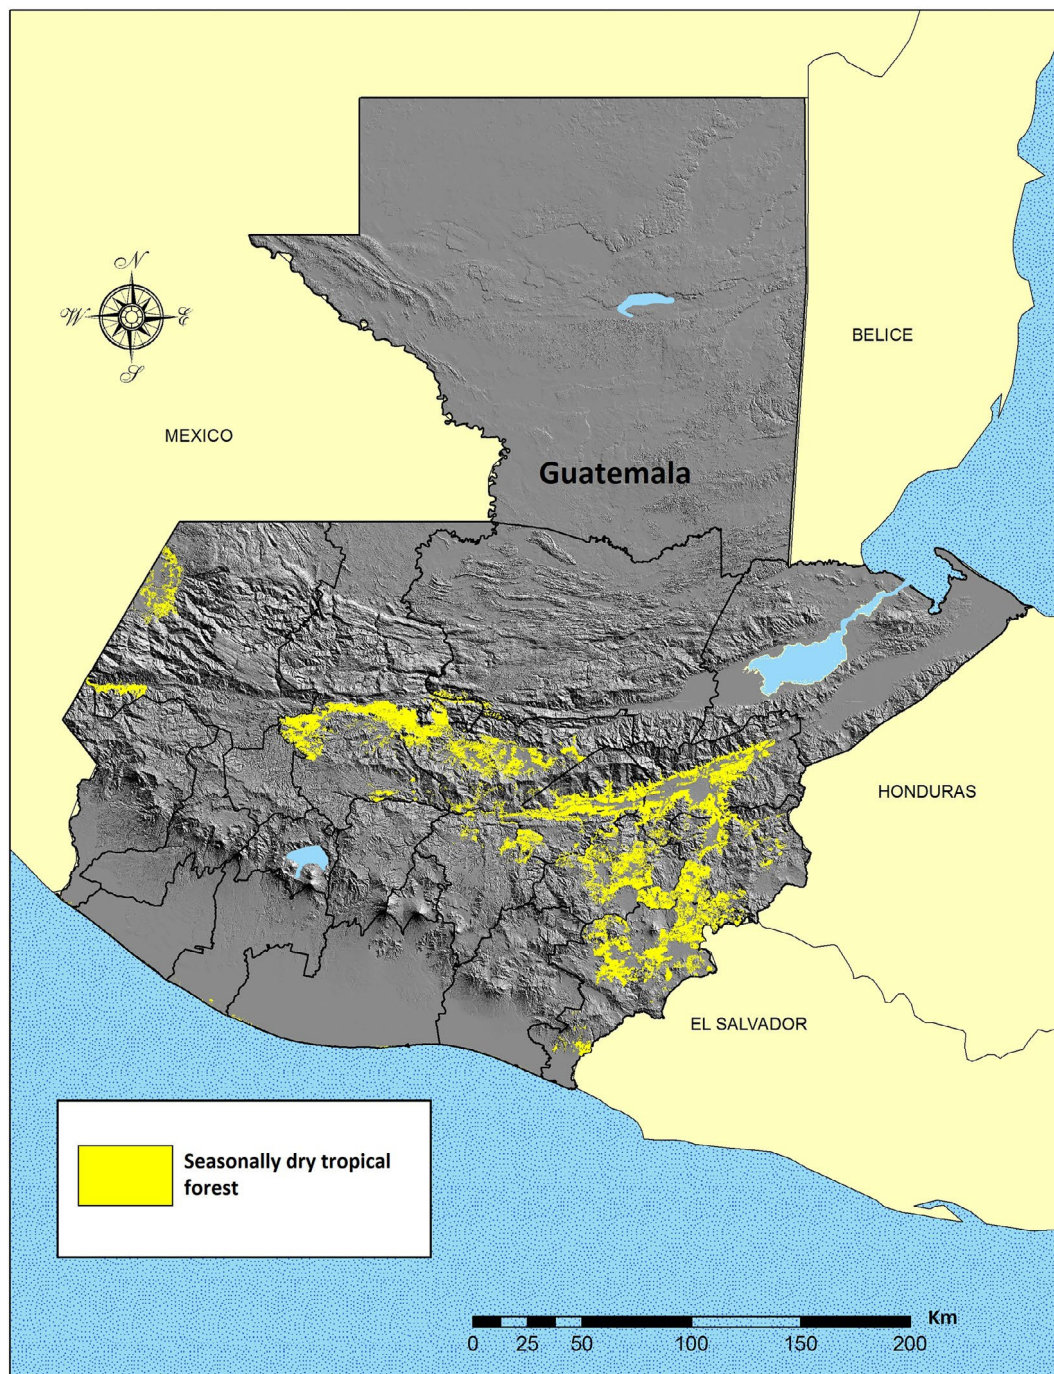 N
W
E
S
BELICE
MEXICO
Guatemala
HONDURAS
EL SALVADOR
Seasonally dry tropical
forest
Km
0 25 50 100 150 200